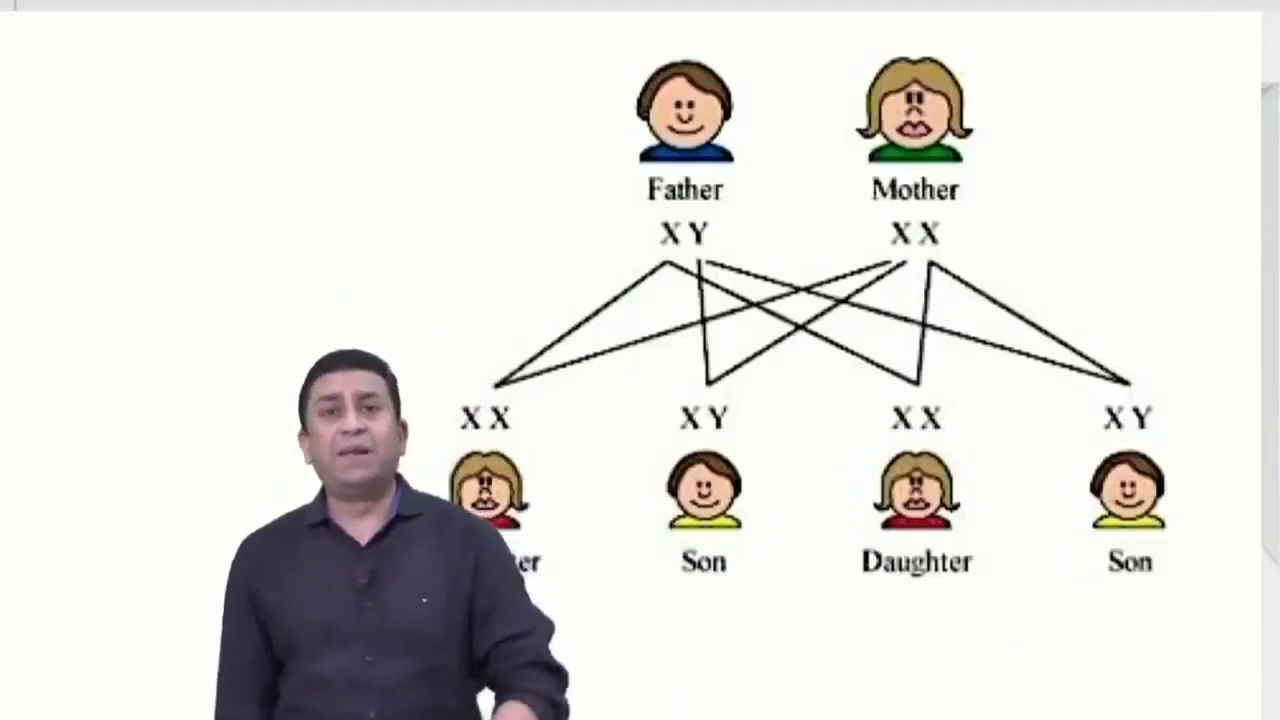 Father Mother
X Y X X
X X X Y X X X Y
Son Daughter Son